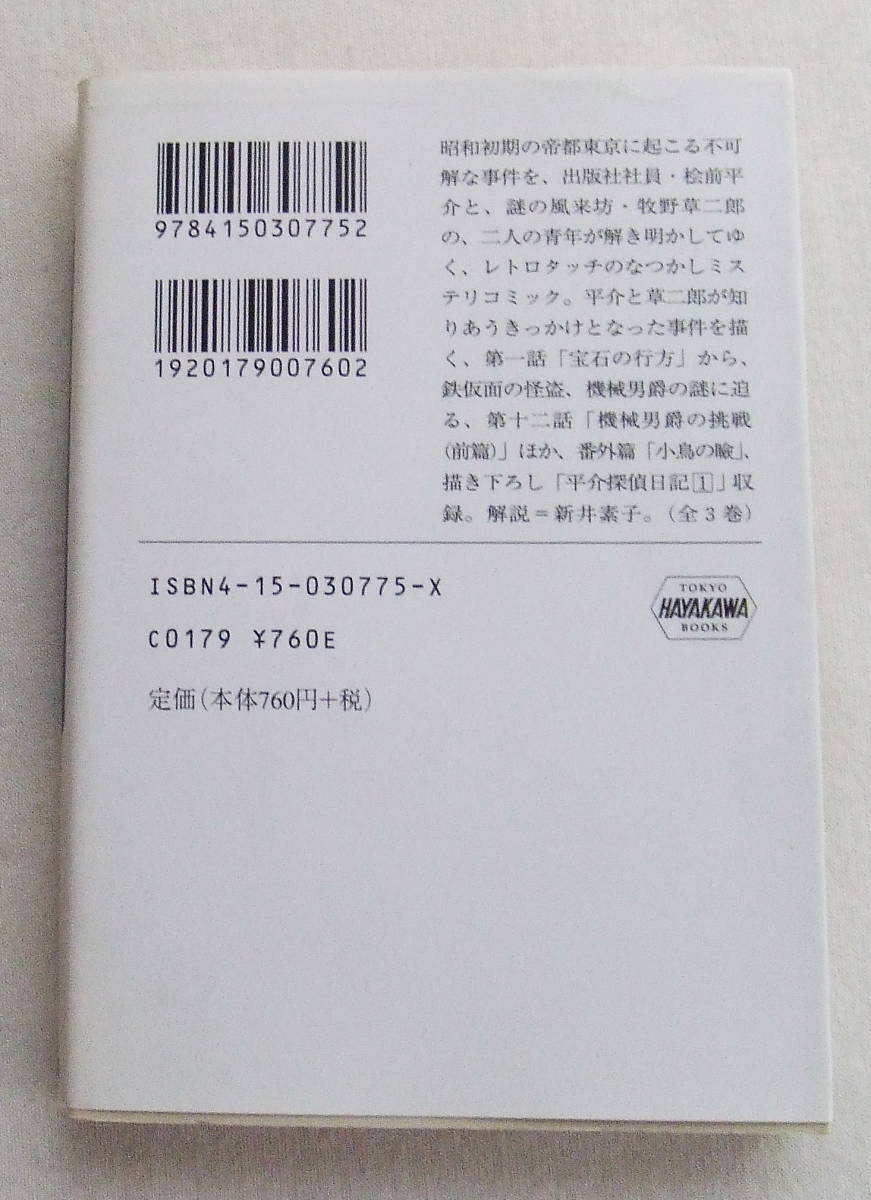 9784150307752
1920179007602
昭和初期の帝都東京に起こる不可
解な事件を、出版社社員・桧前平
介と、謎の風来坊・牧野草二郎
の、二人の青年が解き明かしてゆ
く、レトロタッチのなつかしミス
テリコミック。平介と草二郎が知
りあうきっかけとなった事件を描
く、第一話「宝石の行方」から、
鉄仮面の怪盗、機械男爵の謎に迫
る、第十二話「機械男爵の挑戦
(前篇)」ほか、番外篇「小鳥の瞼」、
描き下ろし「平介探偵日記1」収
録。解説＝新井素子。(全3巻)
ISBN4-15-030775-X
C0179 ¥760E
定価(本体760円+税)
TOKYO
HAYAKAWA
BOOKS